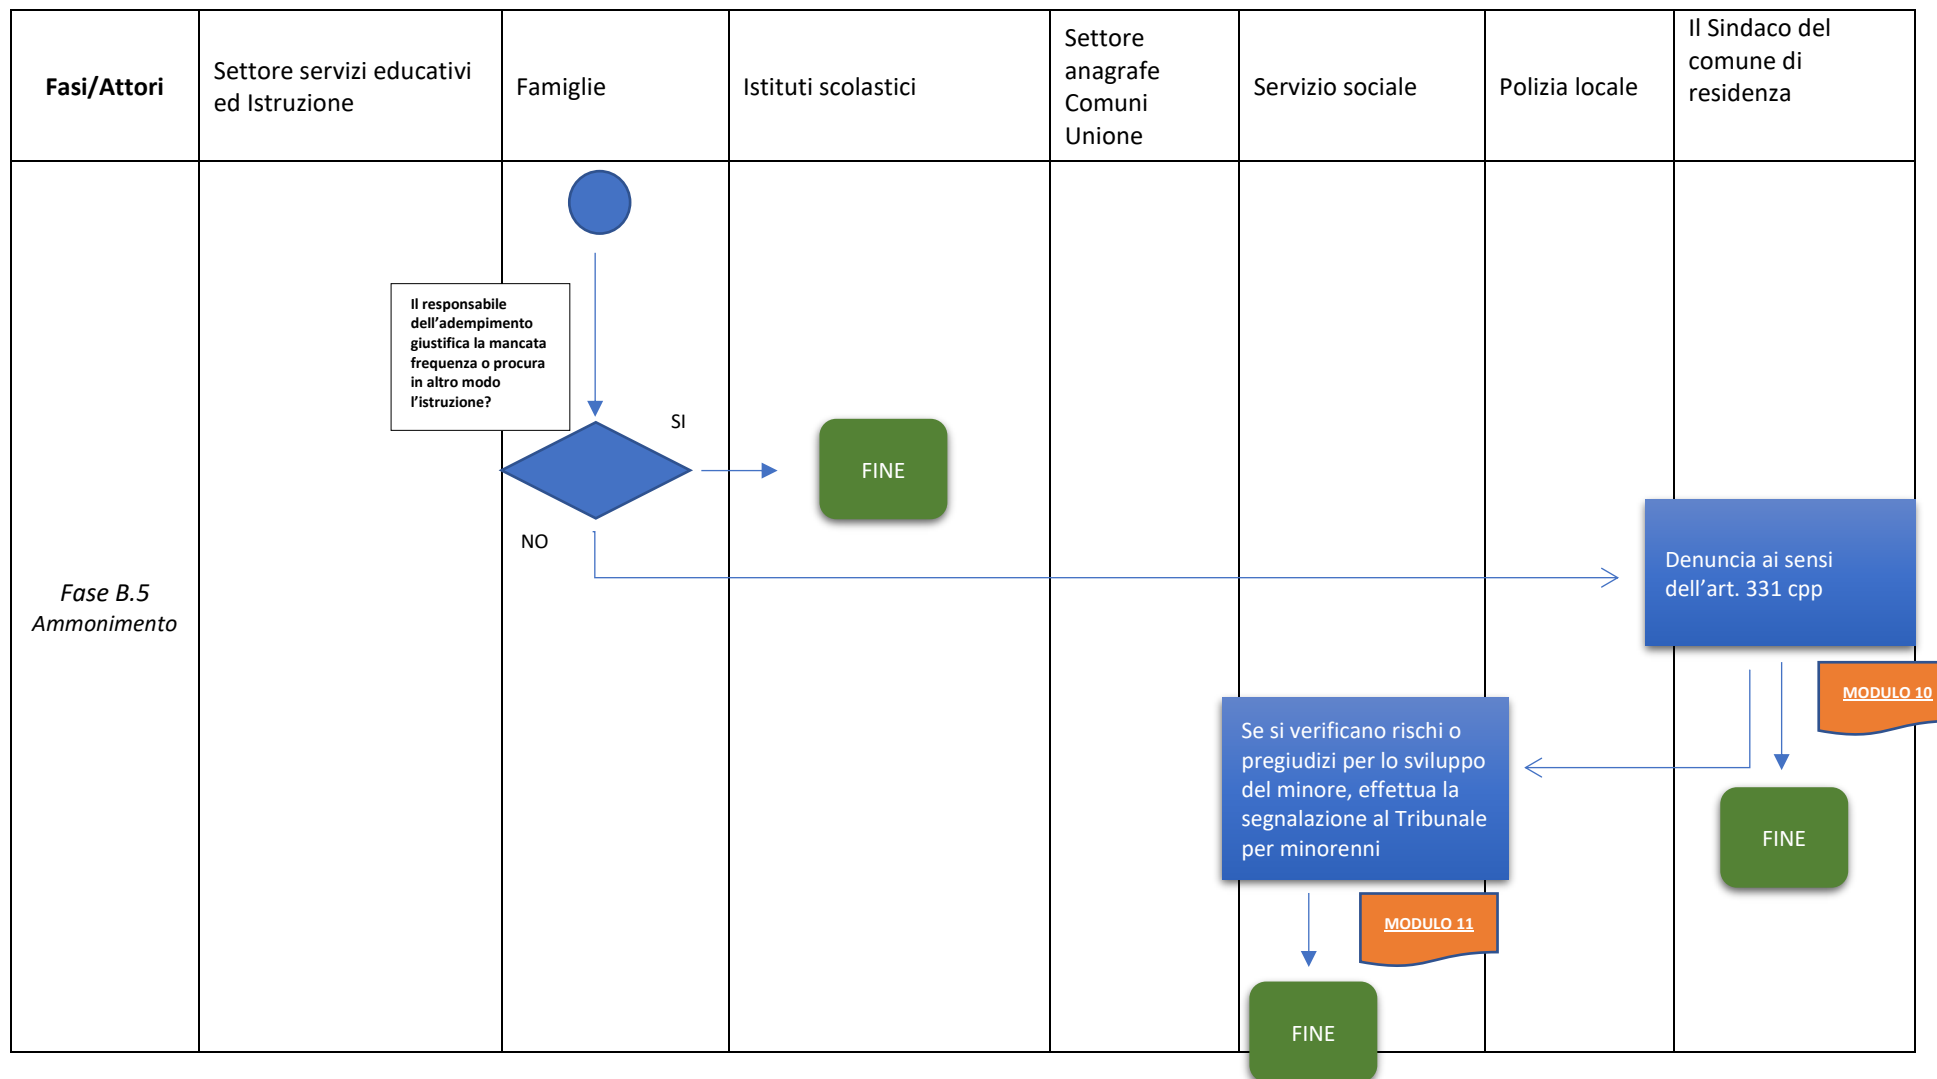 Fasi/Attori
Settore servizi educativi
ed Istruzione
Famiglie
Istituti scolastici
Settore
anagrafe
Comuni
Unione
Servizio sociale
Polizia locale
Il Sindaco del
comune di
residenza
Fase B.5
Ammonimento
Il responsabile
dell’adempimento
giustifica la mancata
frequenza o procura
in altro modo
l’istruzione?
SI
FINE
NO
Denuncia ai sensi
dell’art. 331 cpp
MODULO 10
Se si verificano rischi o
pregiudizi per lo sviluppo
del minore, effettua la
segnalazione al Tribunale
per minorenni
FINE
MODULO 11
FINE